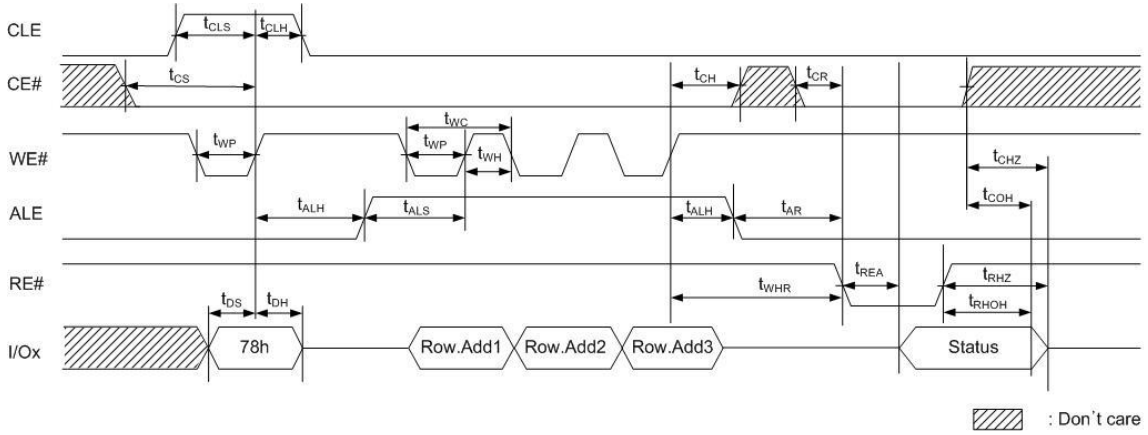 CLE
tCLS
tCLH
CE#
tCS
tCH
tCR
WE#
tWP
tWC
tWP
tWH
tCHZ
ALE
tALH
tALS
tALH
tAR
tCOH
RE#
tWHR
tREA
tRHZ
tRHOH
tDS
tDH
I/Ox
78h
Row.Add1
Row.Add2
Row.Add3
Status
: Don`t care